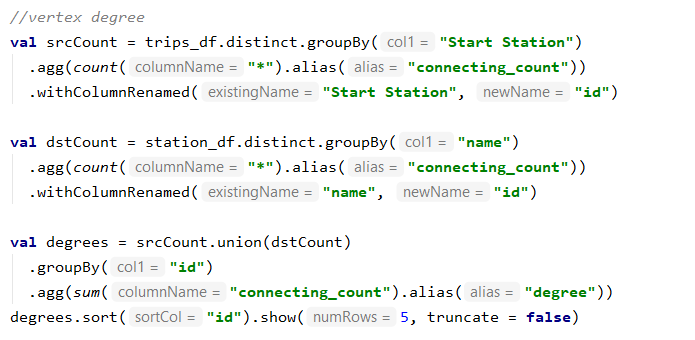 //vertex degree
val srcCount = trips_df.distinct.groupBy( col1 = "Start Station")
.agg(count( columnName = "*").alias( alias = "connecting_count"))
.withColumnRenamed( existingName = "Start Station", newName = "id")
val dstCount = station_df.distinct.groupBy( col1 = "name")
.agg(count( columnName = "*").alias( alias = "connecting_count"))
.withColumnRenamed( existingName = "name", newName = "id")
val degrees = srcCount.union(dstCount)
.groupBy( col1 = "id")
.agg(sum( columnName = "connecting_count").alias( alias = "degree"))
degrees.sort( sortCol = "id").show( numRows = 5, truncate = false)